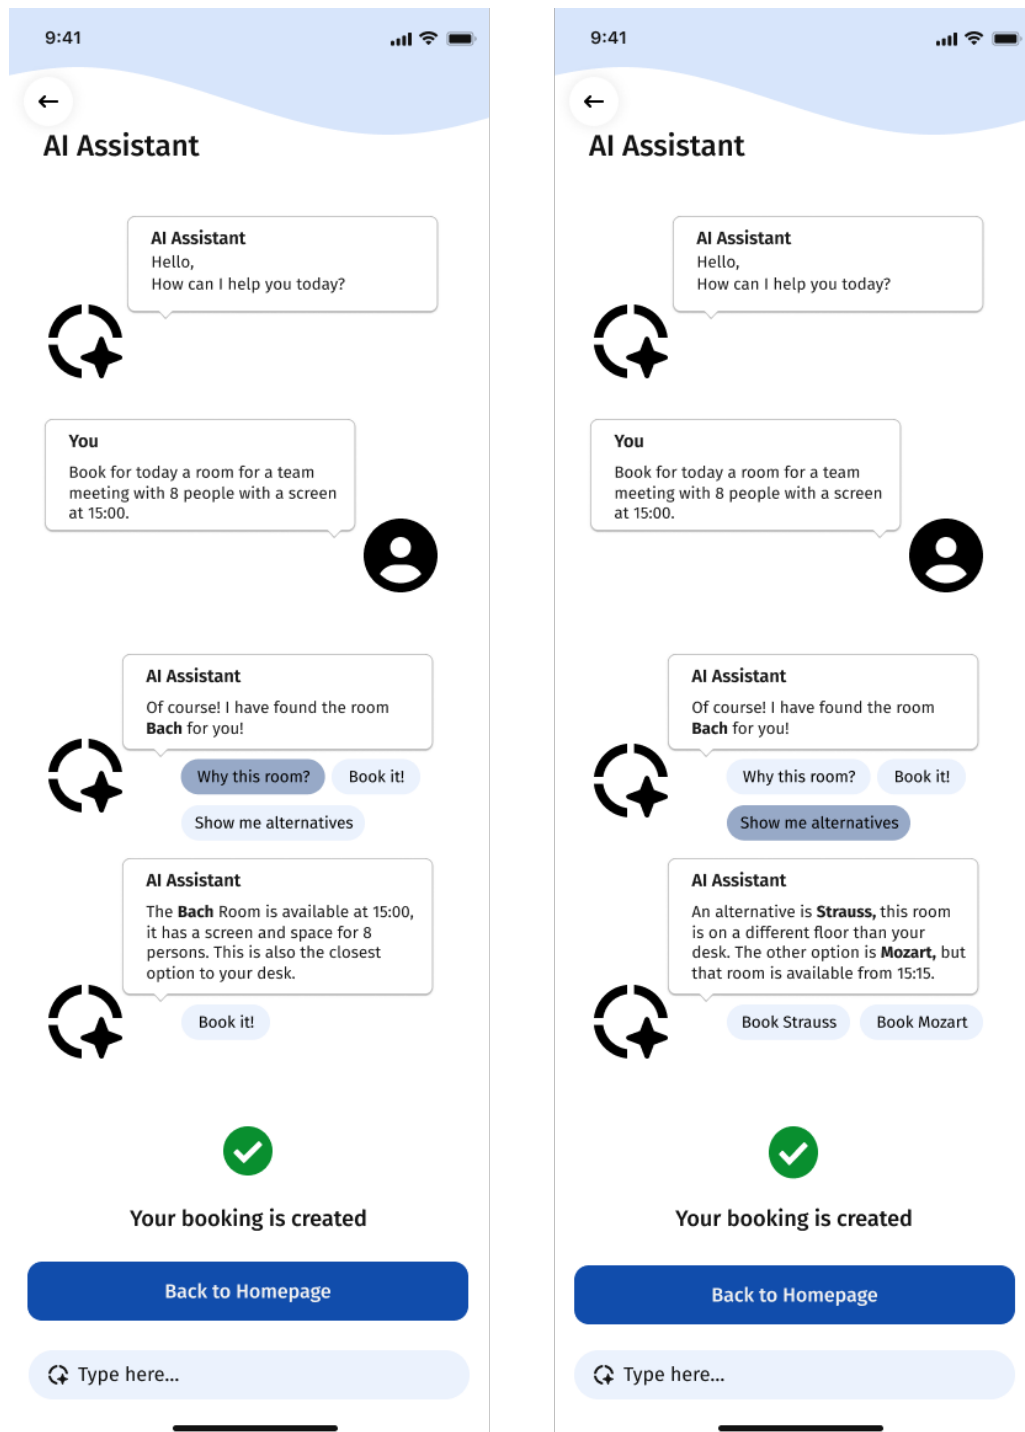 9:41
AI Assistant
AI Assistant
Hello,
How can I help you today?
You
Book for today a room for a team
meeting with 8 people with a screen
at 15:00.
AI Assistant
Of course! I have found the room
Bach for you!
Why this room?
Book it!
Show me alternatives
AI Assistant
The Bach Room is available at 15:00,
it has a screen and space for 8
persons. This is also the closest
option to your desk.
Book it!
Your booking is created
Back to Homepage
Type here...
9:41
AI Assistant
AI Assistant
Hello,
How can I help you today?
You
Book for today a room for a team
meeting with 8 people with a screen
at 15:00.
AI Assistant
Of course! I have found the room
Bach for you!
Why this room?
Book it!
Show me alternatives
AI Assistant
An alternative is Strauss, this room
is on a different floor than your
desk. The other option is Mozart, but
that room is available from 15:15.
Book Strauss
Book Mozart
Your booking is created
Back to Homepage
Type here...